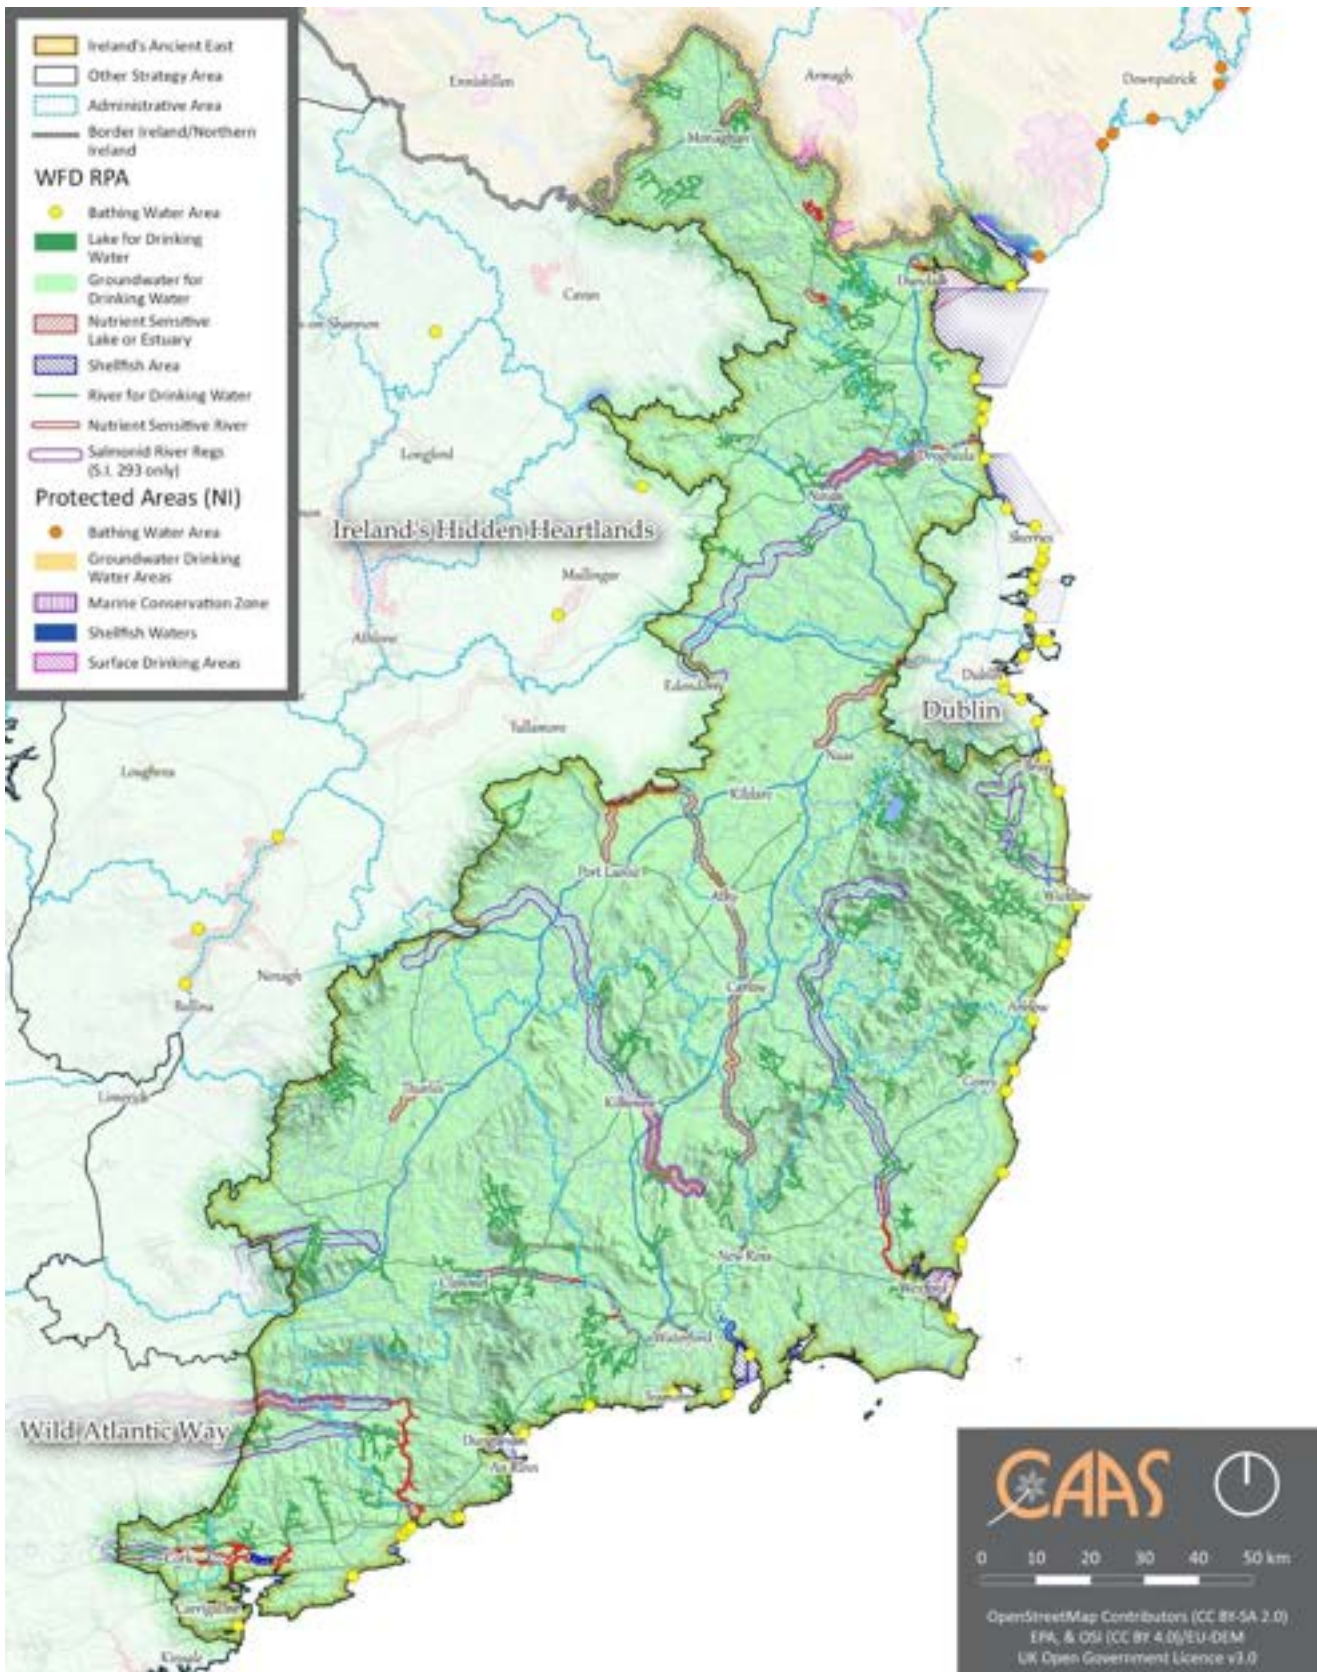 Ireland's Ancient East
Other Strategy Area
Administrative Area
Border Ireland/Northern
Ireland
WFD RPA
Bathing Water Area
Lake for Drinking
Water
Groundwater for
Drinking Water
Nutrient Sensitive
Lake or Estuary
Shellfish Area
River for Drinking Water
Nutrient Sensitive River
Salmonid River Regs
(S.I. 293 only)
Protected Areas (NI)
Bathing Water Area
Groundwater Drinking
Water Areas
Marine Conservation Zone
Shellfish Waters
Surface Drinking Areas
Enniskillen
Armagh
Downpatrick
Monaghan
Dundalk
Cavan
on Shannon
Longford
Drogheda
Navan
Ireland's Hidden Heartlands
Skerries
Mullingar
Athlone
Edenderry
Dublin
Dublin
Tullamore
Naas
Loughrea
Kildare
Bray
Port Laoise
Athy
Wicklow
Nenagh
Carlow
Ballina
Arklow
Thurles
Gorey
Limerick
Kilkenny
New Ross
Clonmel
Wexford
Waterford
Tramore
Wild Atlantic Way
Dungarvan
An Rinn
Cork
Carrigaline
Kinsale
CAAS
0 10 20 30 40 50 km
OpenStreetMap Contributors (CC BY-SA 2.0)
EPA, & OSI (CC BY 4.0)/EU-DEM
UK Open Government Licence v3.0